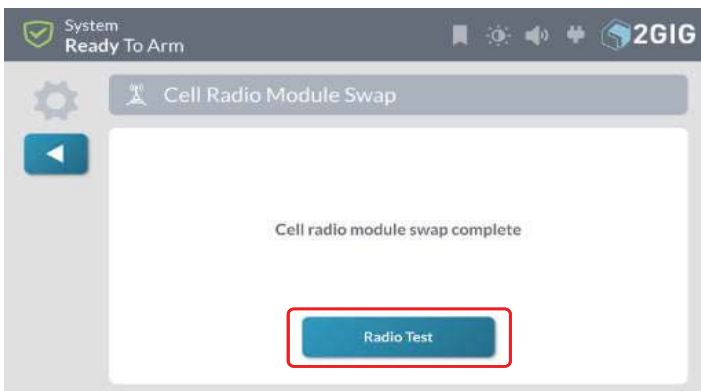 System
Ready To Arm
2GIG
Cell Radio Module Swap
Cell radio module swap complete
Radio Test